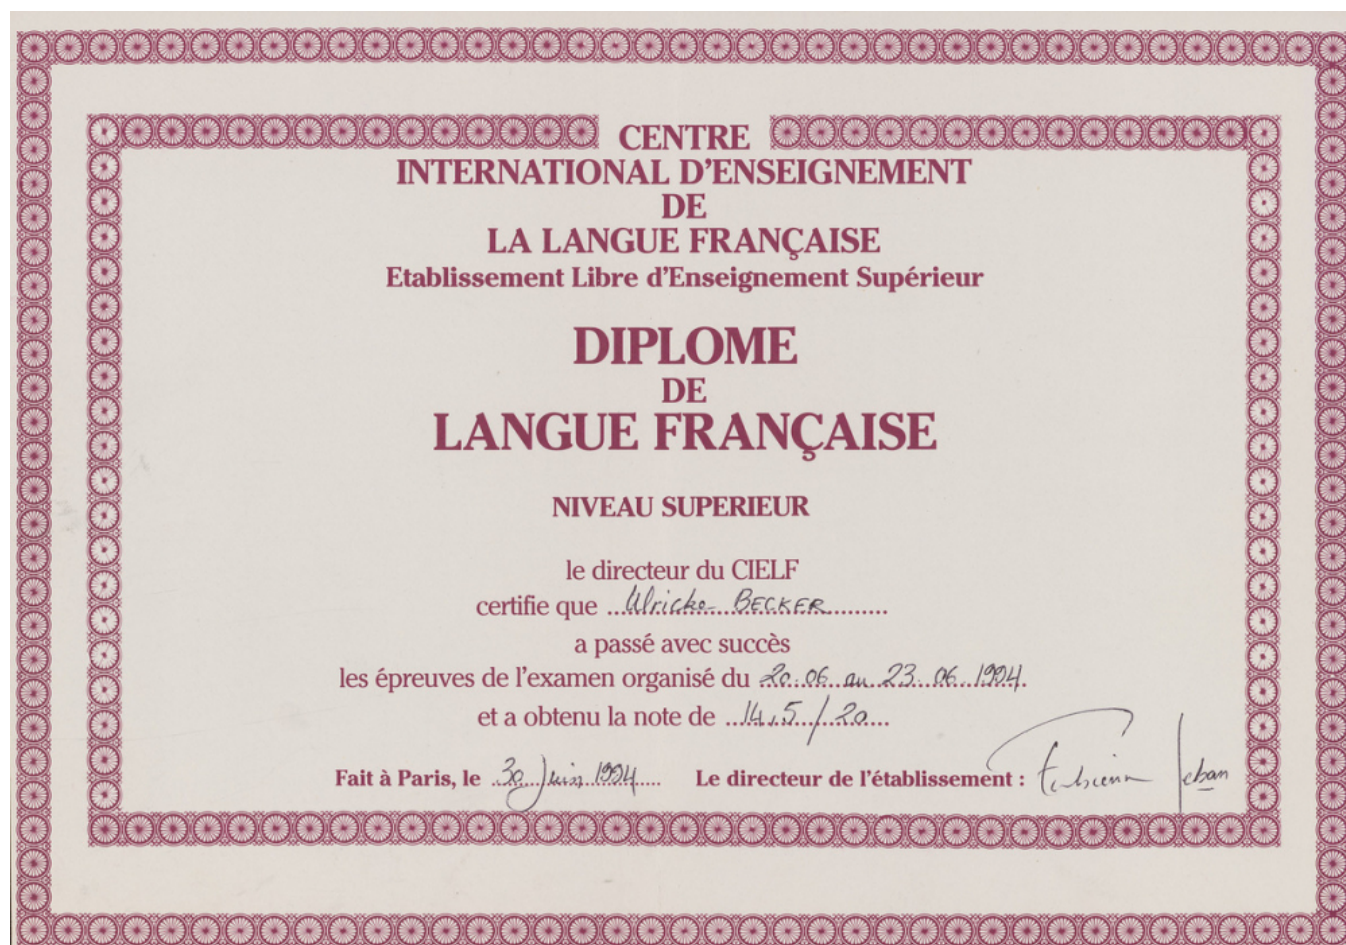 CENTRE
INTERNATIONAL D'ENSEIGNEMENT
DE
LA LANGUE FRANÇAISE
Etablissement Libre d'Enseignement Supérieur
DIPLOME
DE
LANGUE FRANÇAISE
NIVEAU SUPERIEUR
le directeur du CIELF
certifie que Ulricke BECKER
a passé avec succès
les épreuves de l'examen organisé du 20.06 au 23.06.1994
et a obtenu la note de 14,5/20
Fait à Paris, le 30 Juin 1994 Le directeur de l'établissement :